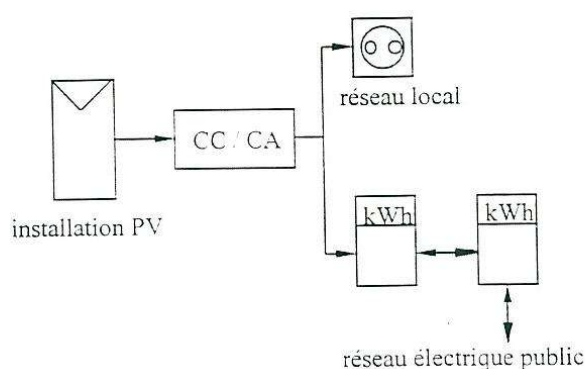 réseau local
CC / CA
installation PV
kWh
kWh
réseau électrique public